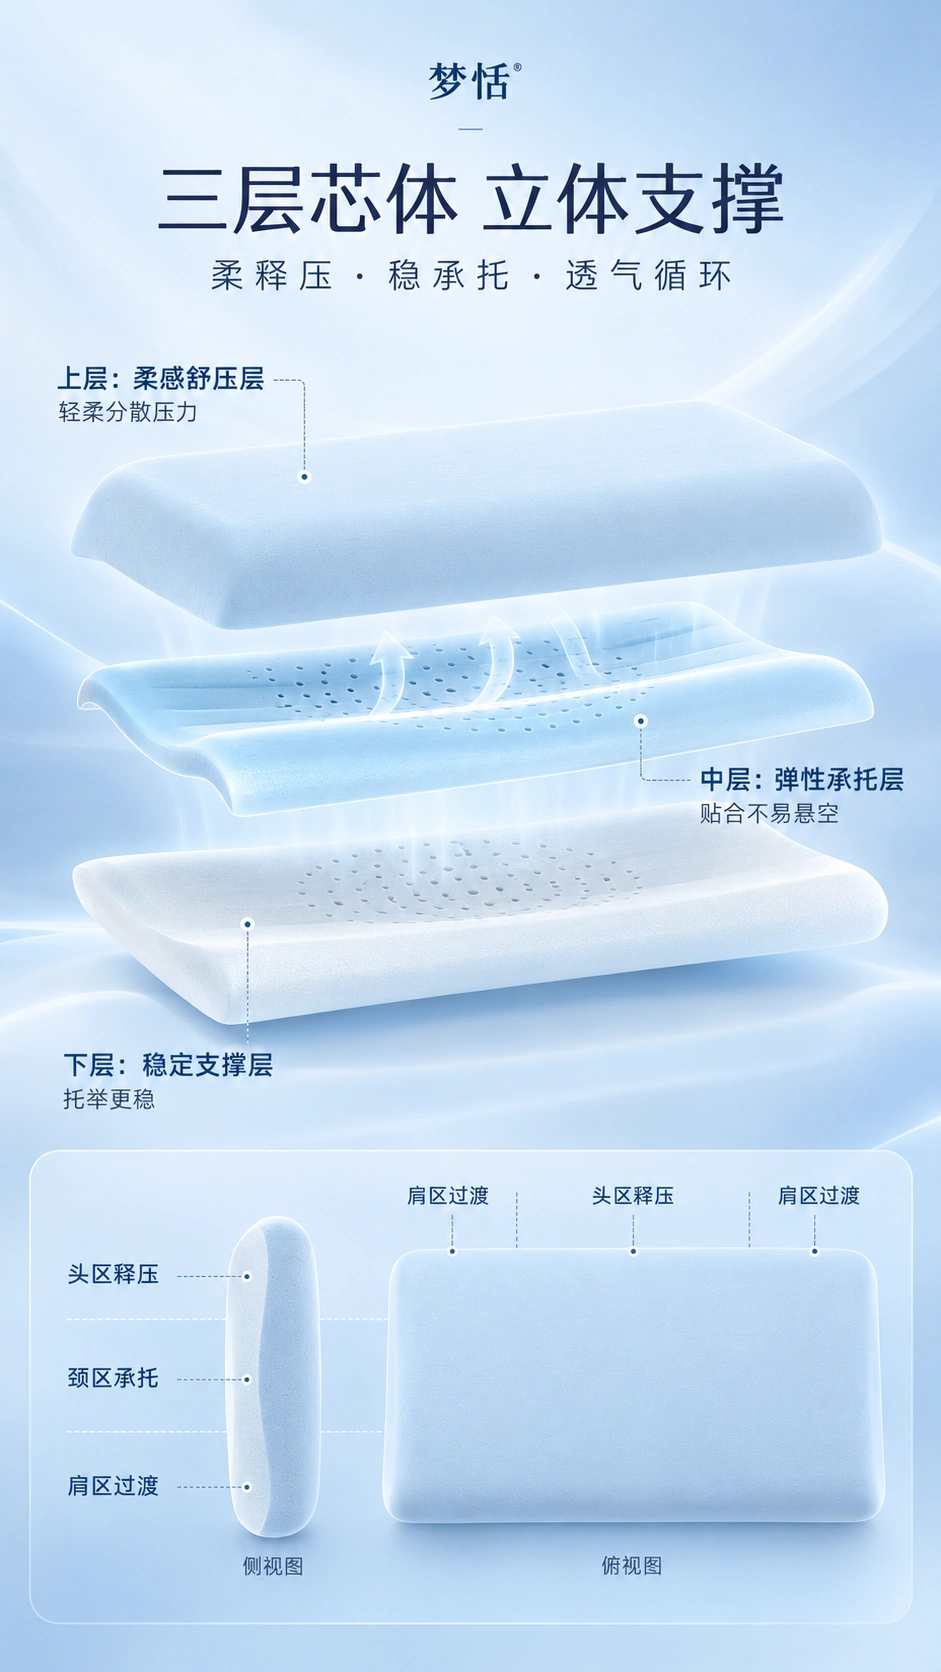 梦恬®
三层芯体 立体支撑
柔释压·稳承托·透气循环
上层：柔感舒压层
轻柔分散压力
中层：弹性承托层
贴合不易悬空
下层：稳定支撑层
托举更稳
肩区过渡
头区释压
肩区过渡
头区释压
颈区承托
肩区过渡
侧视图
俯视图